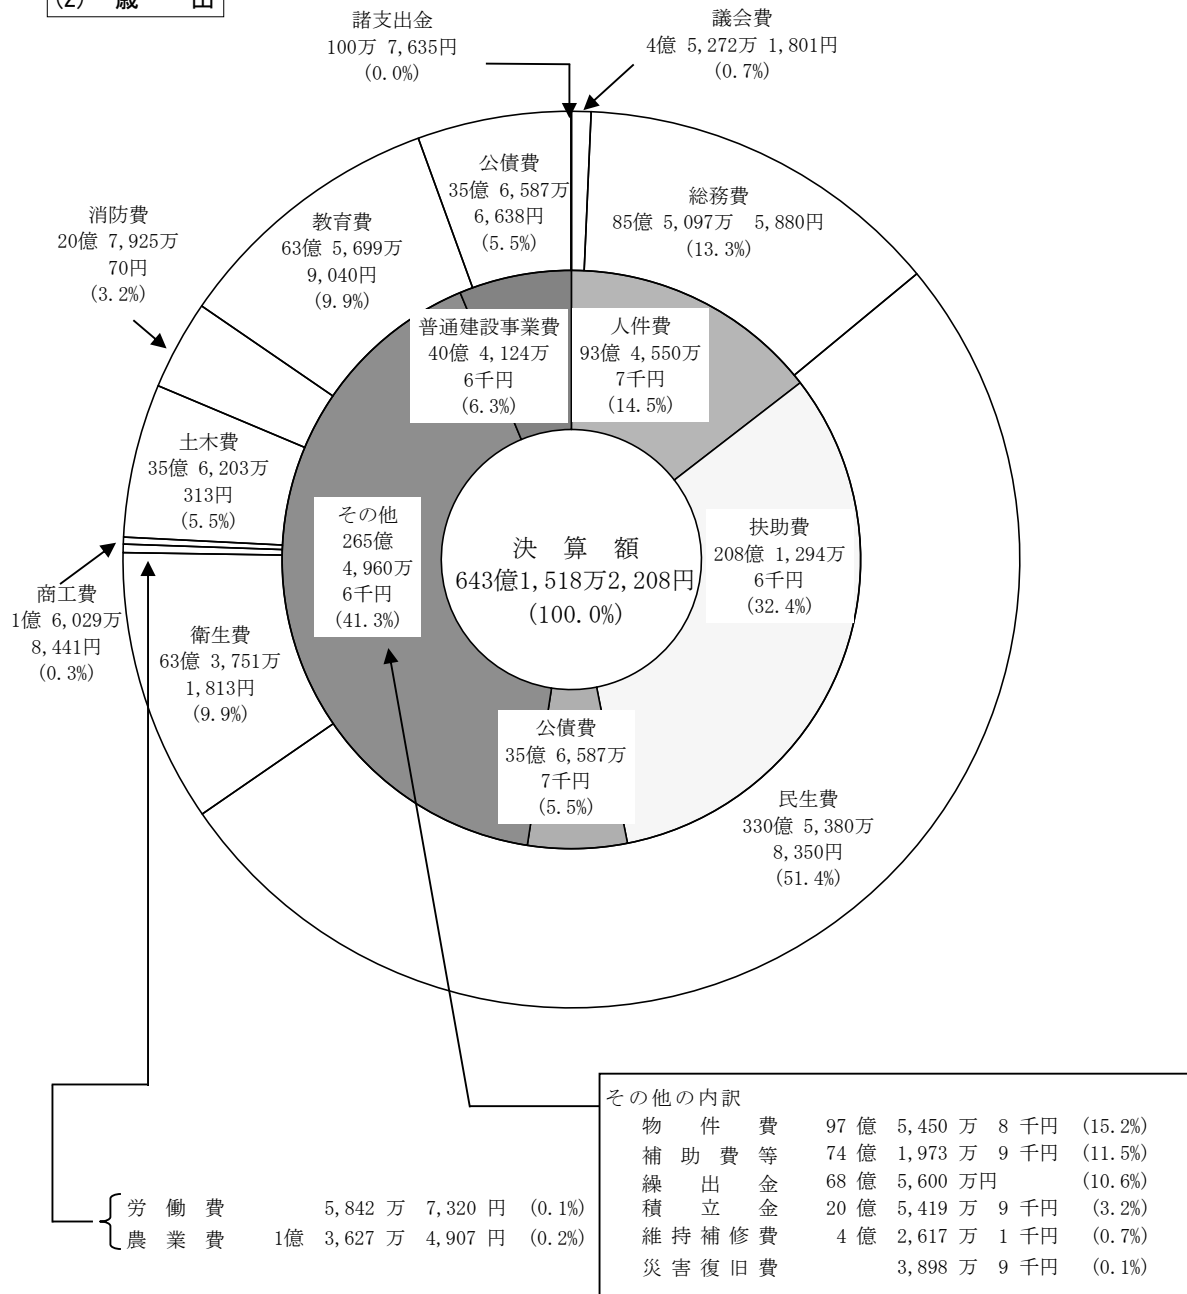 (2) 歳 出
諸支出金
100万 7,635円
(0.0%)
議会費
4億 5,272万 1,801円
(0.7%)
公債費
35億 6,587万
6,638円
(5.5%)
総務費
85億 5,097万 5,880円
(13.3%)
消防費
20億 7,925万
70円
(3.2%)
教育費
63億 5,699万
9,040円
(9.9%)
普通建設事業費
40億 4,124万
6千円
(6.3%)
人件費
93億 4,550万
7千円
(14.5%)
土木費
35億 6,203万
313円
(5.5%)
その他
265億
4,960万
6千円
(41.3%)
決 算 額
643億1,518万2,208円
(100.0%)
扶助費
208億 1,294万
6千円
(32.4%)
商工費
1億 6,029万
8,441円
(0.3%)
衛生費
63億 3,751万
1,813円
(9.9%)
公債費
35億 6,587万
7千円
(5.5%)
民生費
330億 5,380万
8,350円
(51.4%)
労 働 費 5,842 万 7,320 円 (0.1%)
農 業 費 1億 3,627 万 4,907 円 (0.2%)
その他の内訳
物 件 費 97 億 5,450 万 8 千円 (15.2%)
補 助 費 等 74 億 1,973 万 9 千円 (11.5%)
繰 出 金 68 億 5,600 万円 (10.6%)
積 立 金 20 億 5,419 万 9 千円 (3.2%)
維持補修費 4 億 2,617 万 1 千円 (0.7%)
災害復旧費 3,898 万 9 千円 (0.1%)